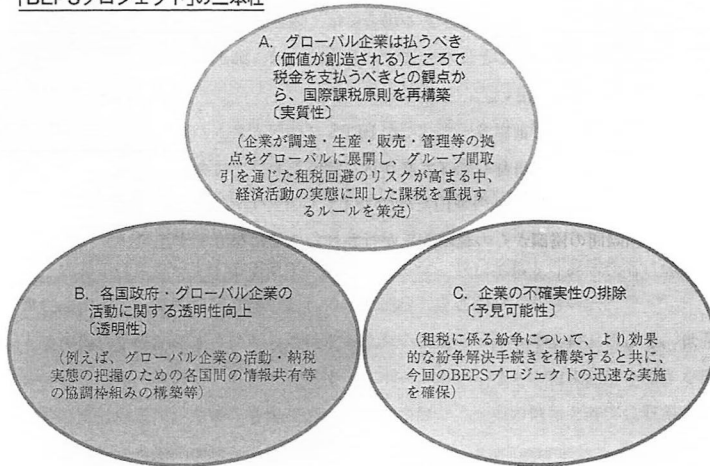 「BEPSプロジェクト」の三本柱
A. グローバル企業は払うべき
(価値が創造される)ところで
税金を支払うべきとの観点か
ら、国際課税原則を再構築
〔実質性〕
(企業が調達・生産・販売・管理等の拠
点をグローバルに展開し、グループ間取
引を通じた租税回避のリスクが高まる中、
経済活動の実態に即した課税を重視す
るルールを策定)
B. 各国政府・グローバル企業の
活動に関する透明性向上
〔透明性〕
(例えば、グローバル企業の活動・納税
実態の把握のための各国間の情報共有等
の協調枠組みの構築等)
C. 企業の不確実性の排除
〔予見可能性〕
(租税に係る紛争について、より効果
的な紛争解決手続きを構築すると共に、
今回のBEPSプロジェクトの迅速な実施
を確保)